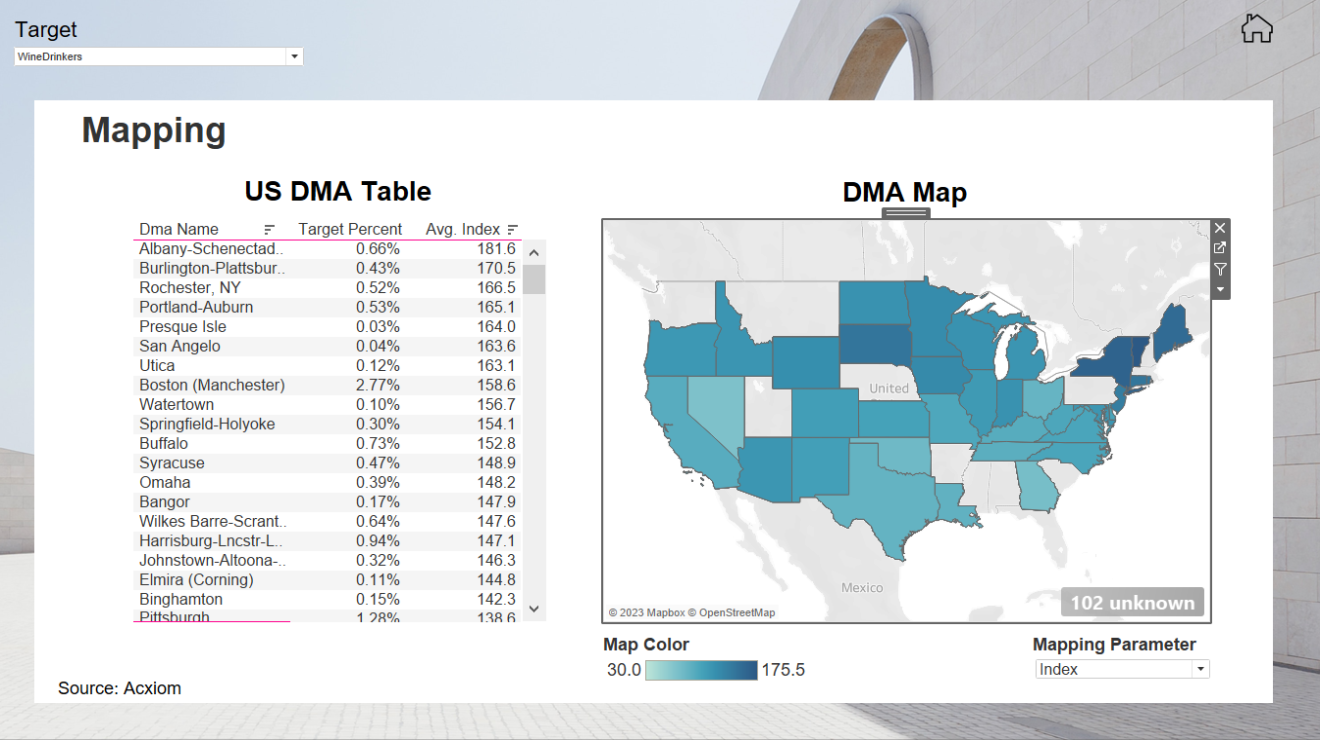 Target
WineDrinkers
Mapping
US DMA Table
Dma Name Target Percent Avg. Index
Albany-Schenectad.. 0.66% 181.6
Burlington-Plattsbur.. 0.43% 170.5
Rochester, NY 0.52% 166.5
Portland-Auburn 0.53% 165.1
Presque Isle 0.03% 164.0
San Angelo 0.04% 163.6
Utica 0.12% 163.1
Boston (Manchester) 2.77% 158.6
Watertown 0.10% 156.7
Springfield-Holyoke 0.30% 154.1
Buffalo 0.73% 152.8
Syracuse 0.47% 148.9
Omaha 0.39% 148.2
Bangor 0.17% 147.9
Wilkes Barre-Scrant.. 0.64% 147.6
Harrisburg-Lncstr-L.. 0.94% 147.1
Johnstown-Altoona-.. 0.32% 146.3
Elmira (Corning) 0.11% 144.8
Binghamton 0.15% 142.3
Pittsburgh 1.28% 138.6
Source: Acxiom
DMA Map
United
Mexico
© 2023 Mapbox © OpenStreetMap
102 unknown
Map Color
30.0 175.5
Mapping Parameter
Index